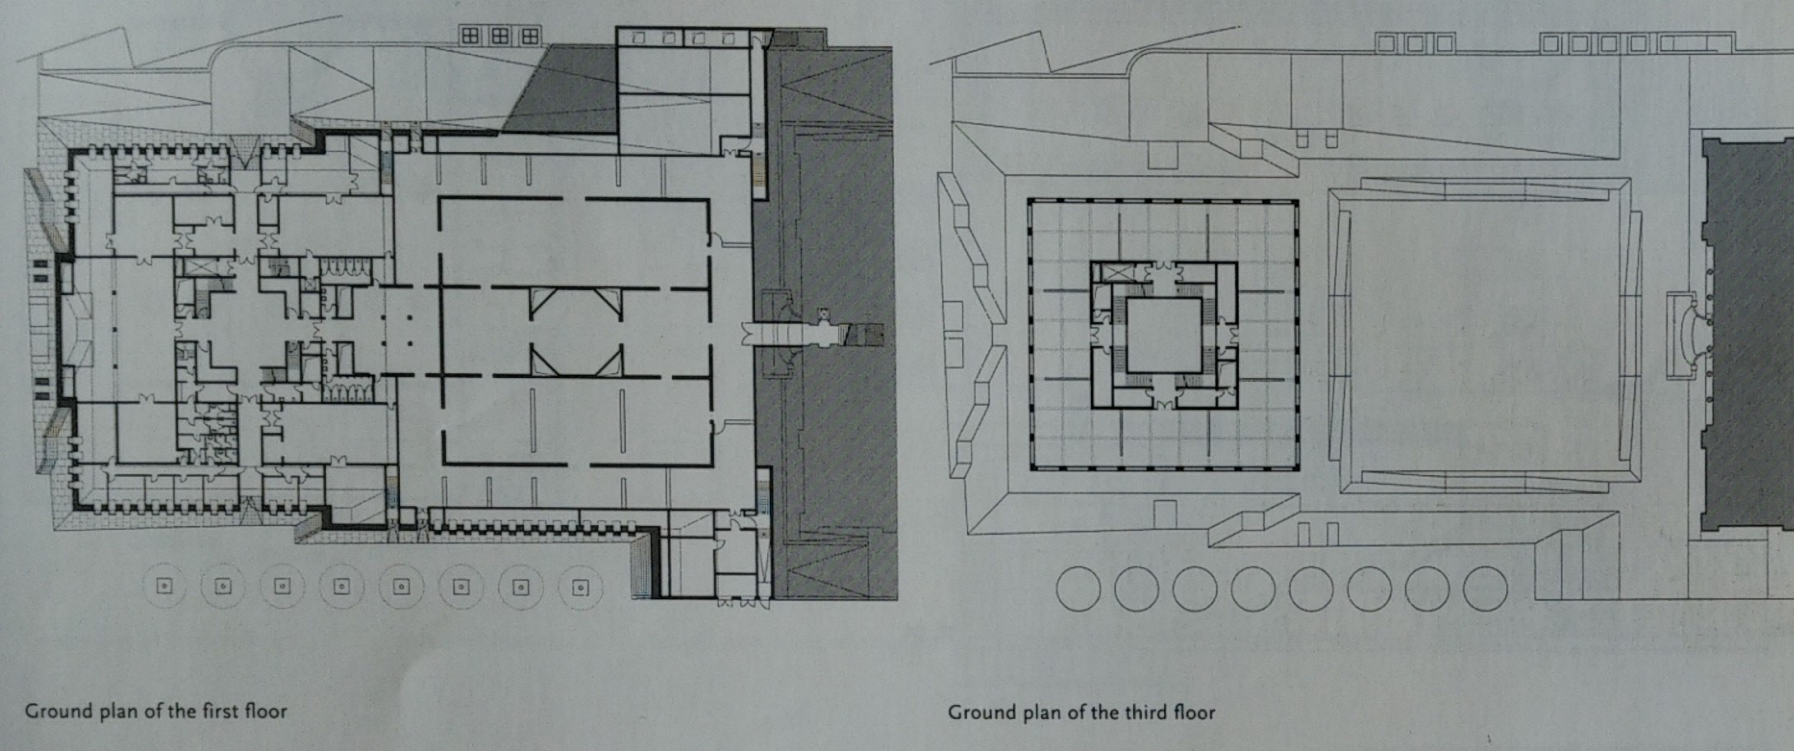 Ground plan of the first floor
Ground plan of the third floor